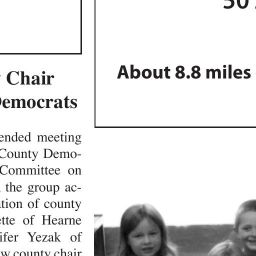 Chair
Democrats
ended meeting
County Demo-
Committee on
the group ac-
ation of county
ette of Hearne
ifer Yezak of
w county chair
50
About 8.8 miles